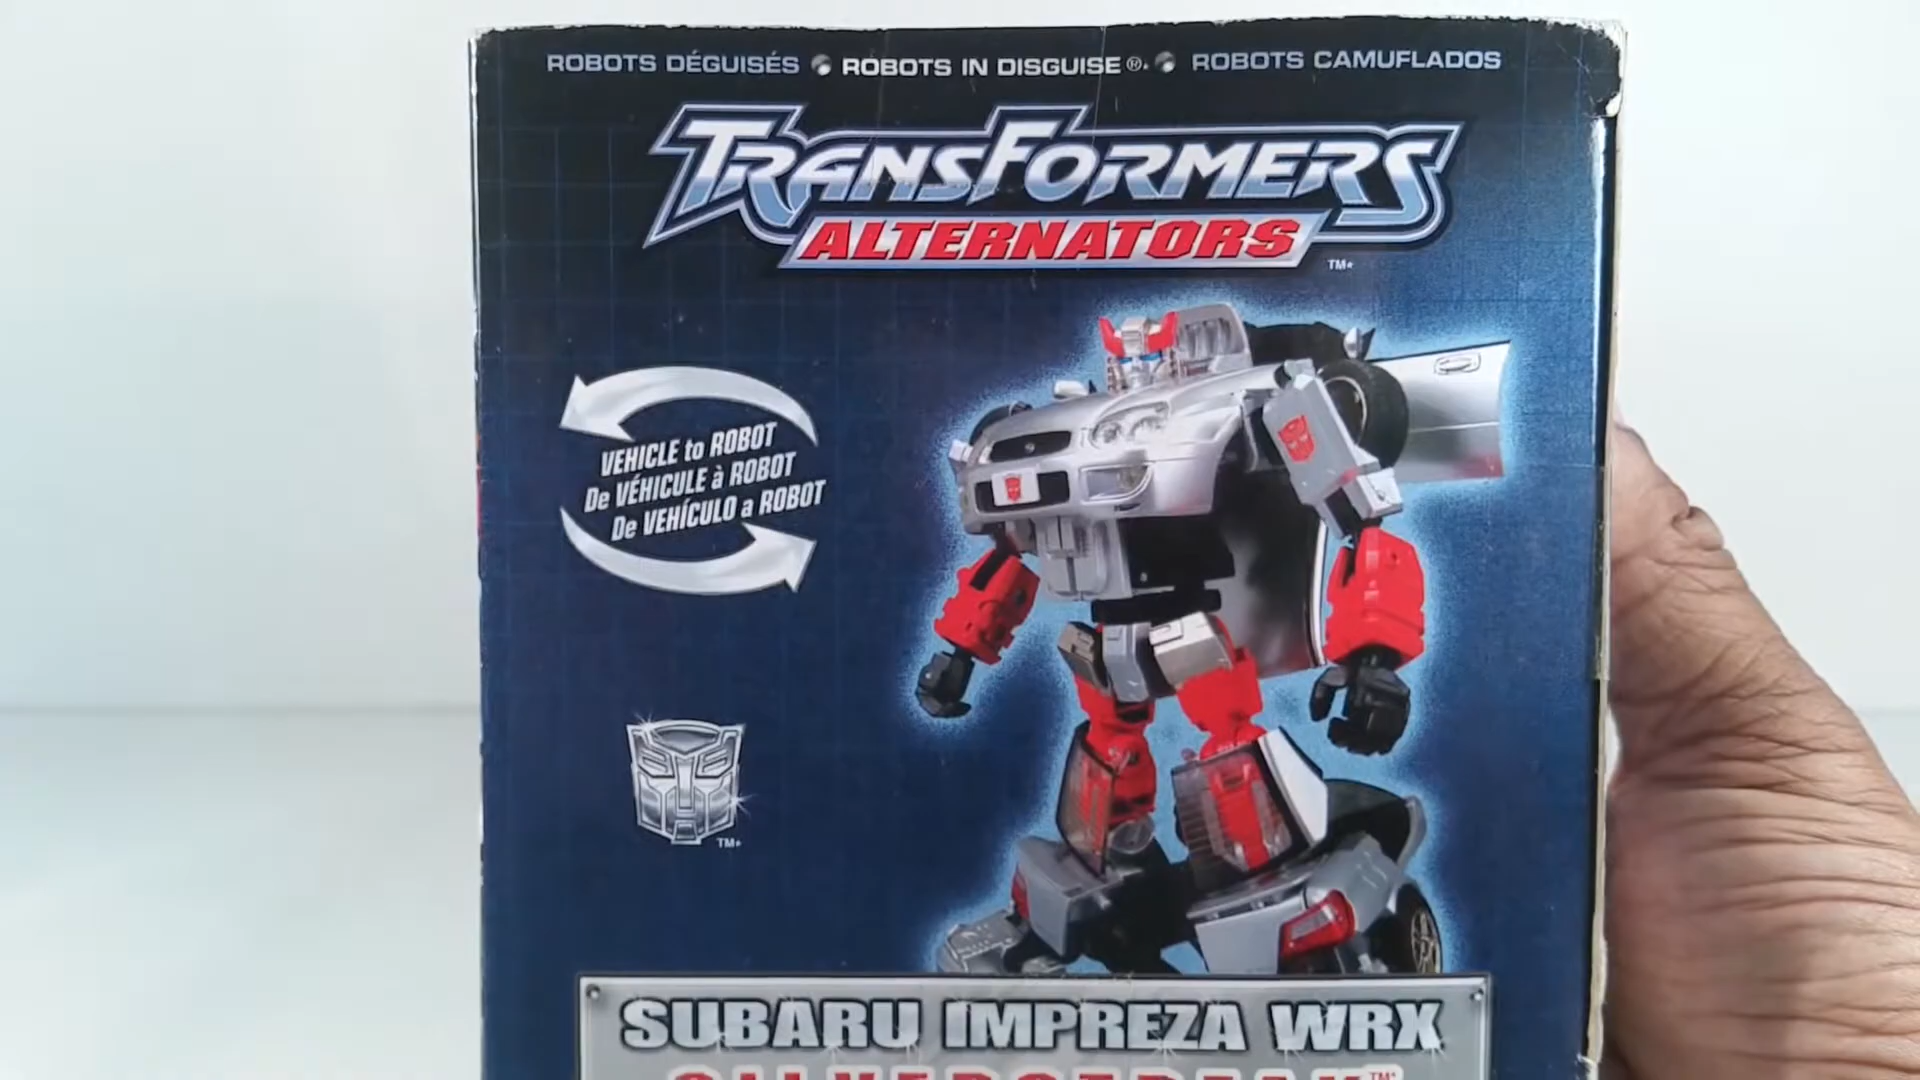 ROBOTS DÉGUISÉS ROBOTS IN DISGUISE®. ROBOTS CAMUFLADOS
TRANSFORMERS
ALTERNATORS
TM*
VEHICLE to ROBOT
De VÉHICULE à ROBOT
De VEHÍCULO a ROBOT
TM*
SUBARU IMPREZA WRX
SILVERSTREAK™*